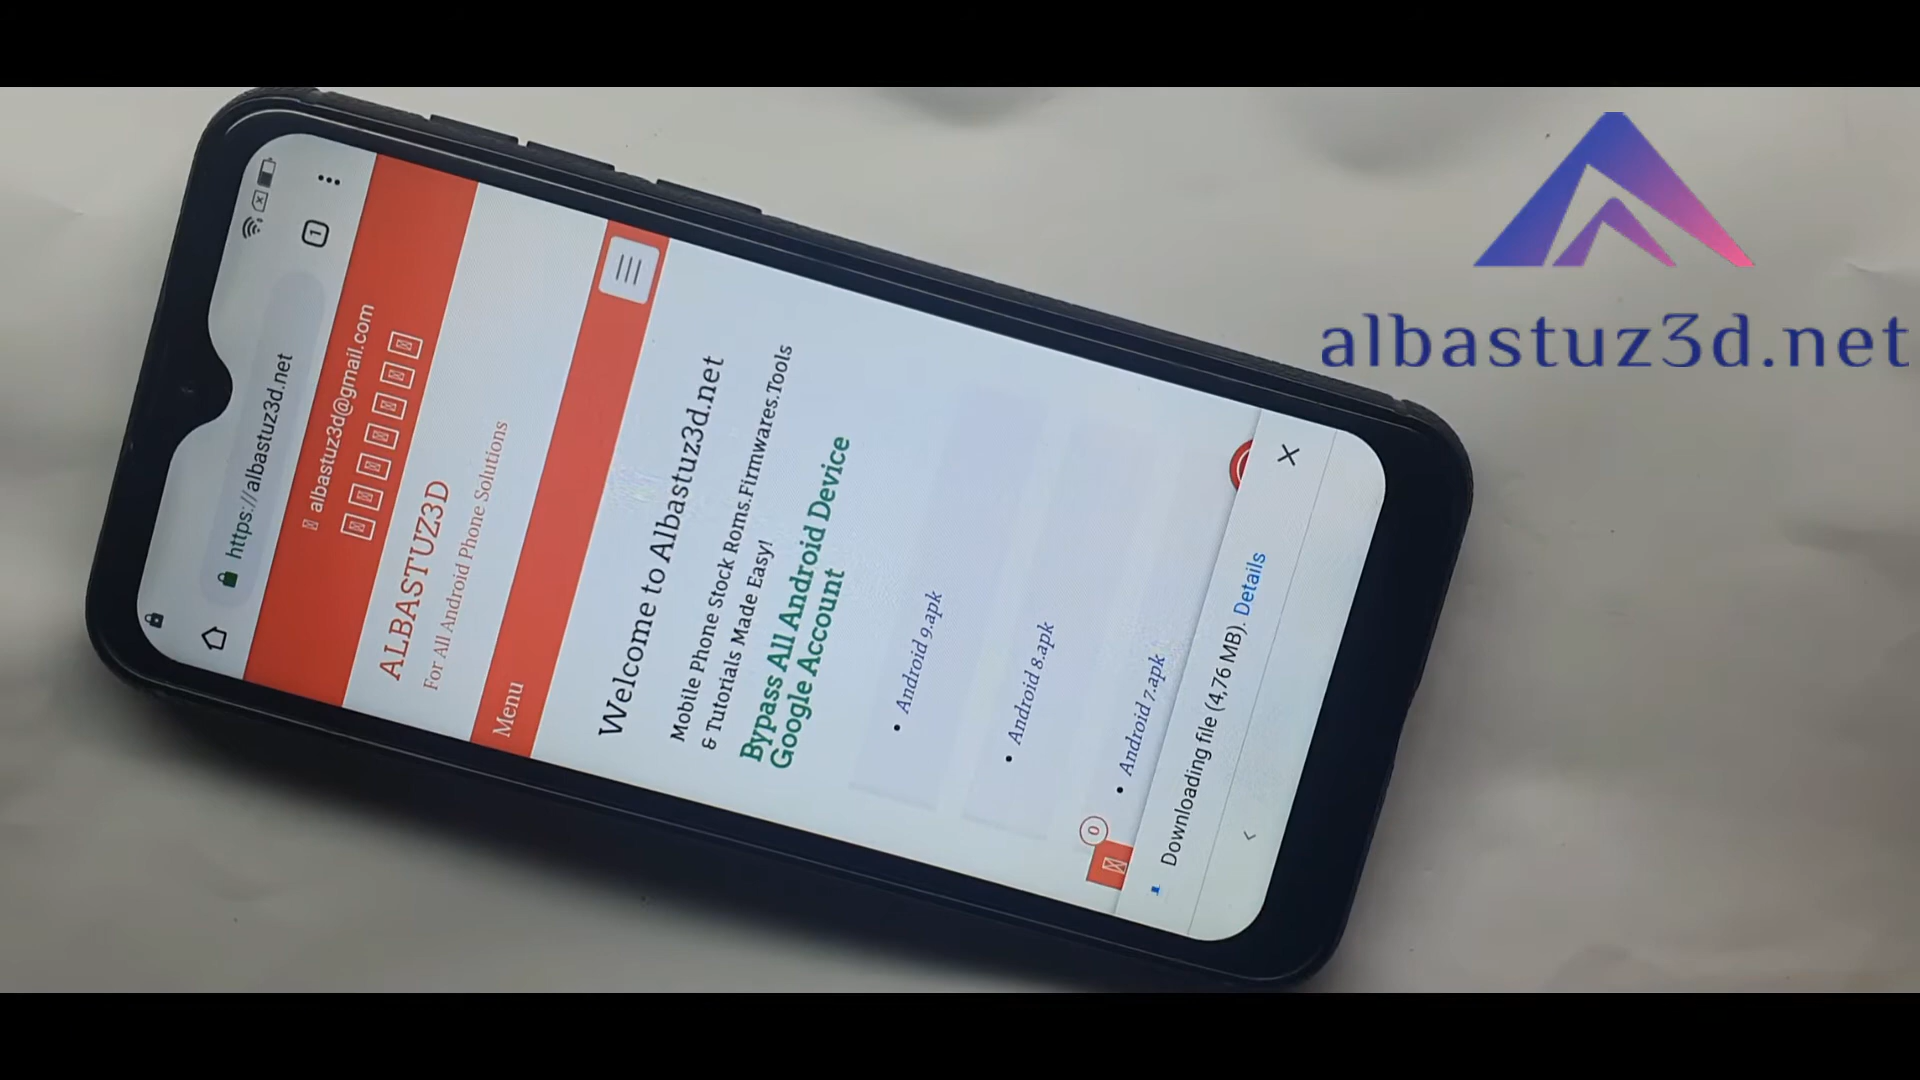 albastuz3d.net
1
https://albastuz3d.net
albastuz3d@gmail.com
ALBASTUZ3D
For All Android Phone Solutions
Menu
Welcome to Albastuz3d.net
Mobile Phone Stock Roms.Firmwares.Tools
& Tutorials Made Easy!
Bypass All Android Device
Google Account
• Android 9.apk
• Android 8.apk
• Android 7.apk
0
Downloading file (4,76 MB). Details